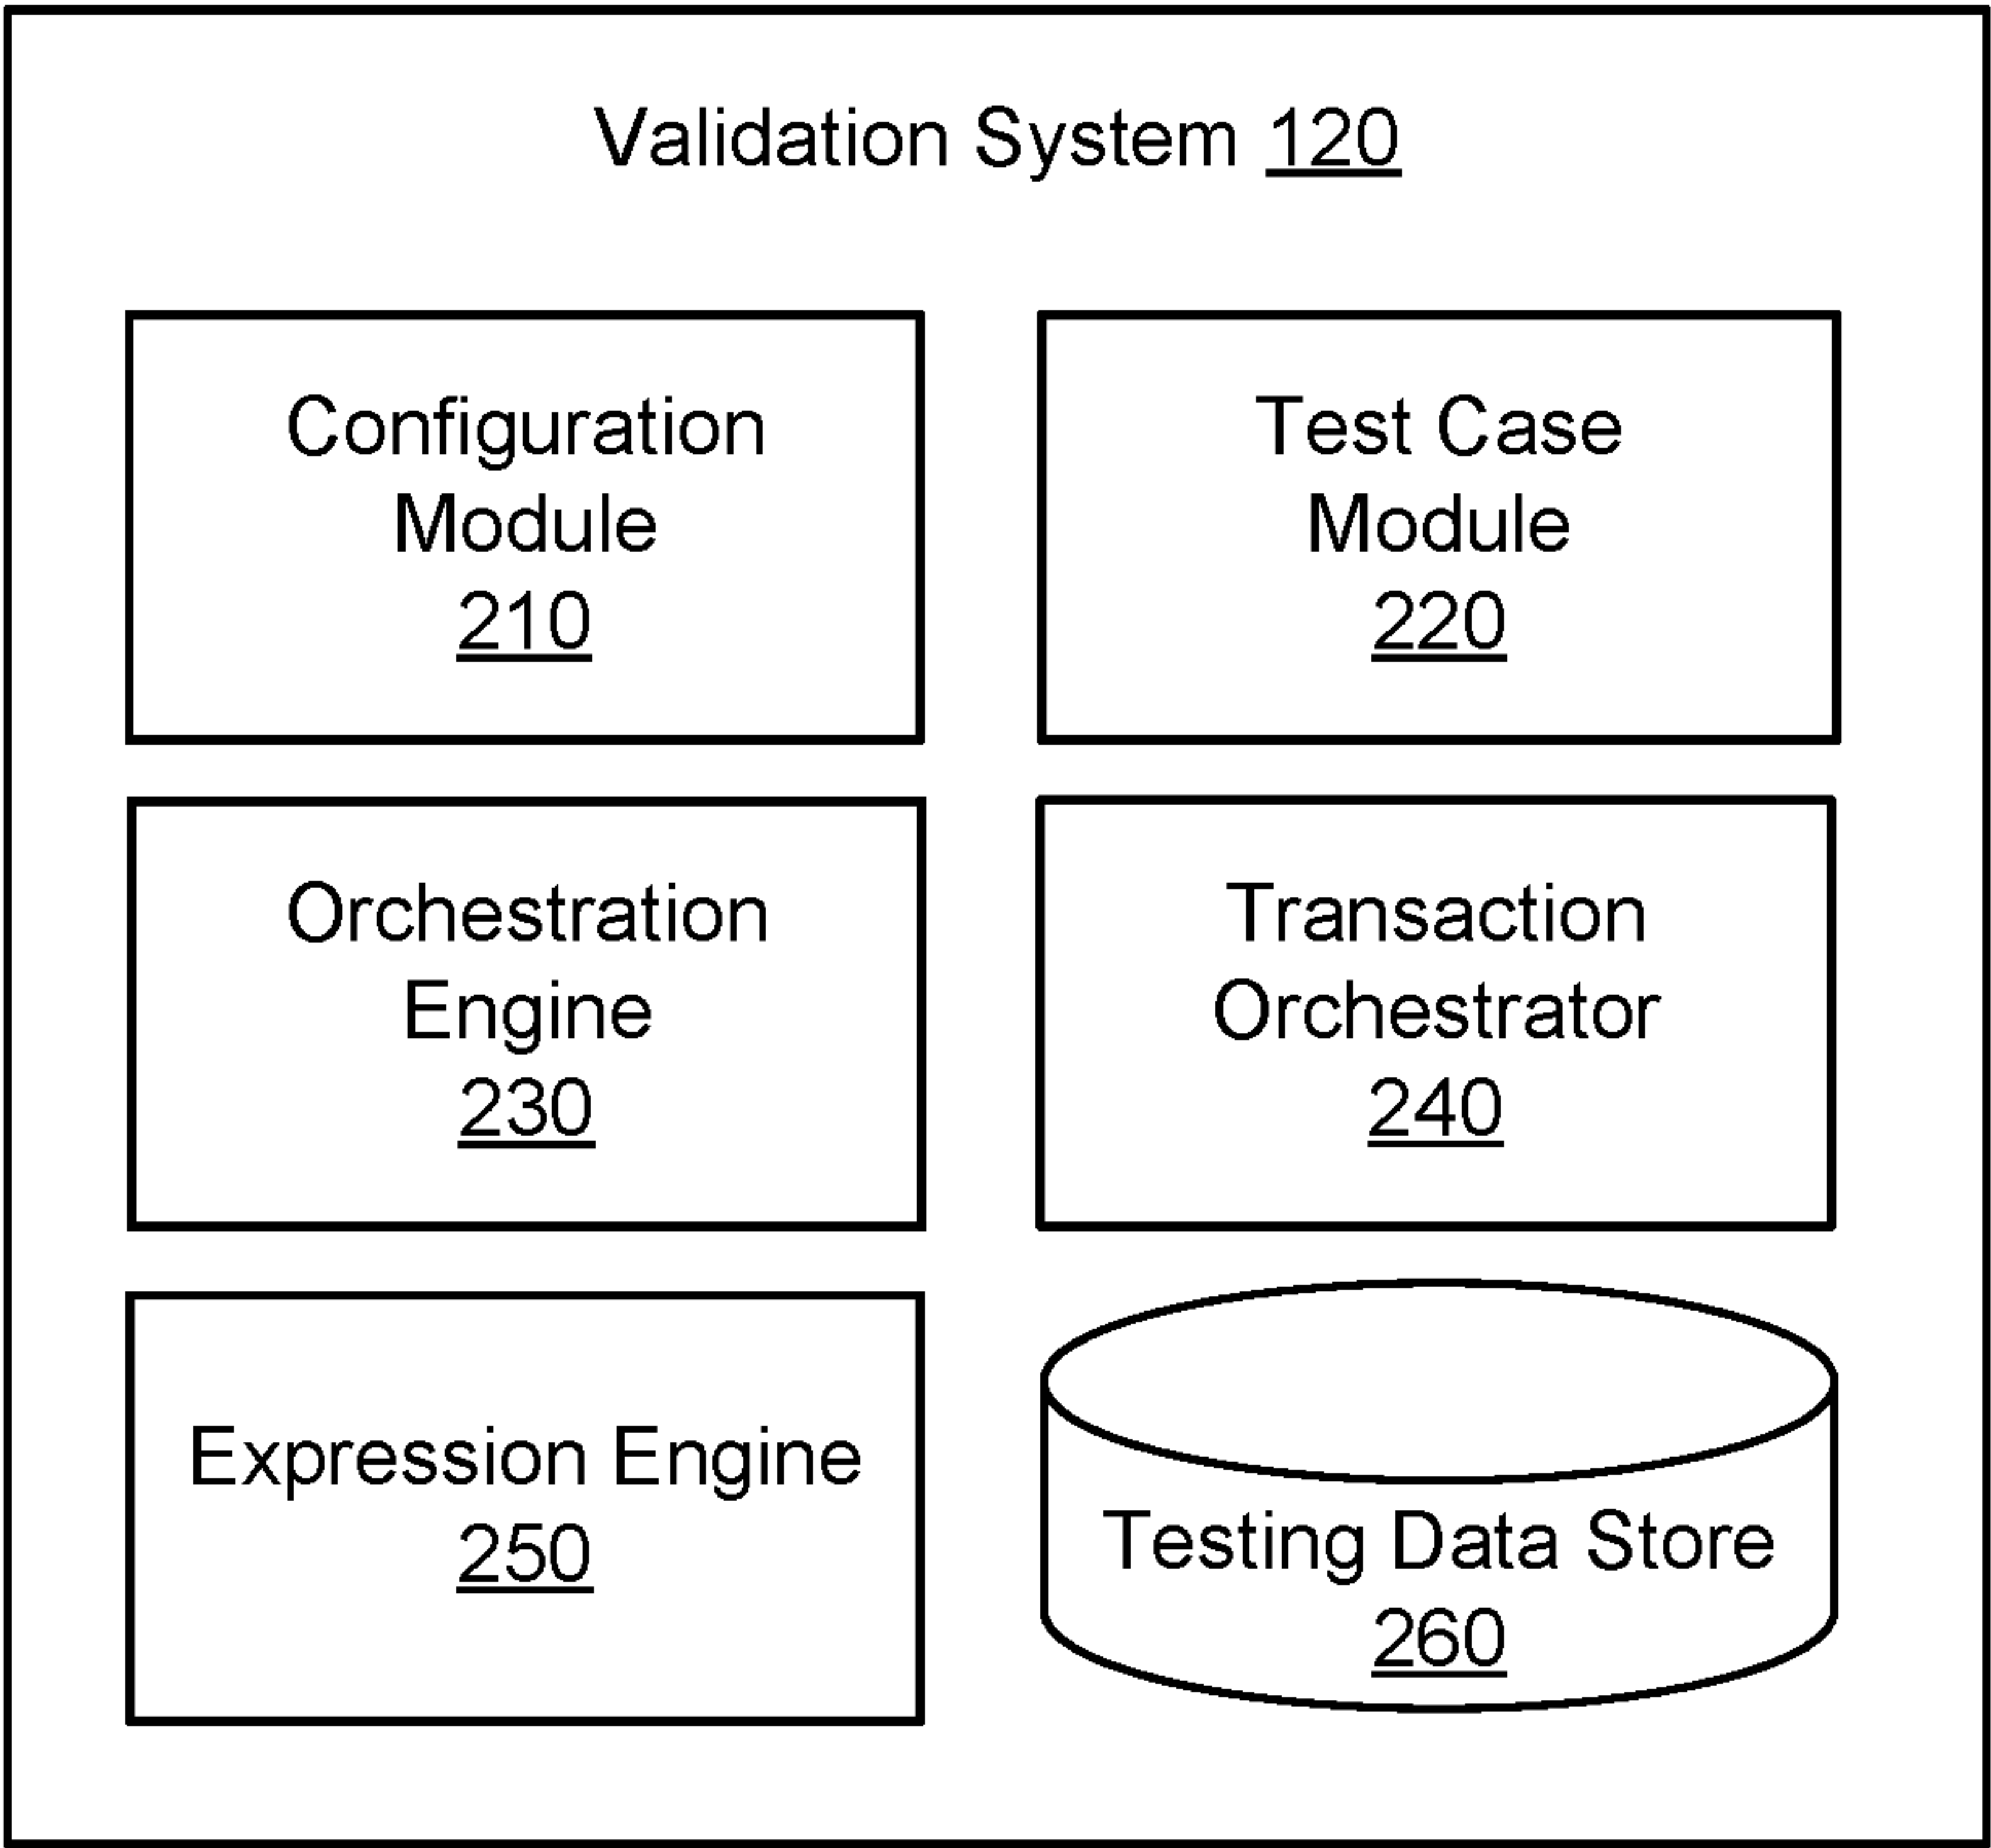 Validation System 120
Configuration
Module
210
Test Case
Module
220
Orchestration
Engine
230
Transaction
Orchestrator
240
Expression Engine
250
Testing Data Store
260